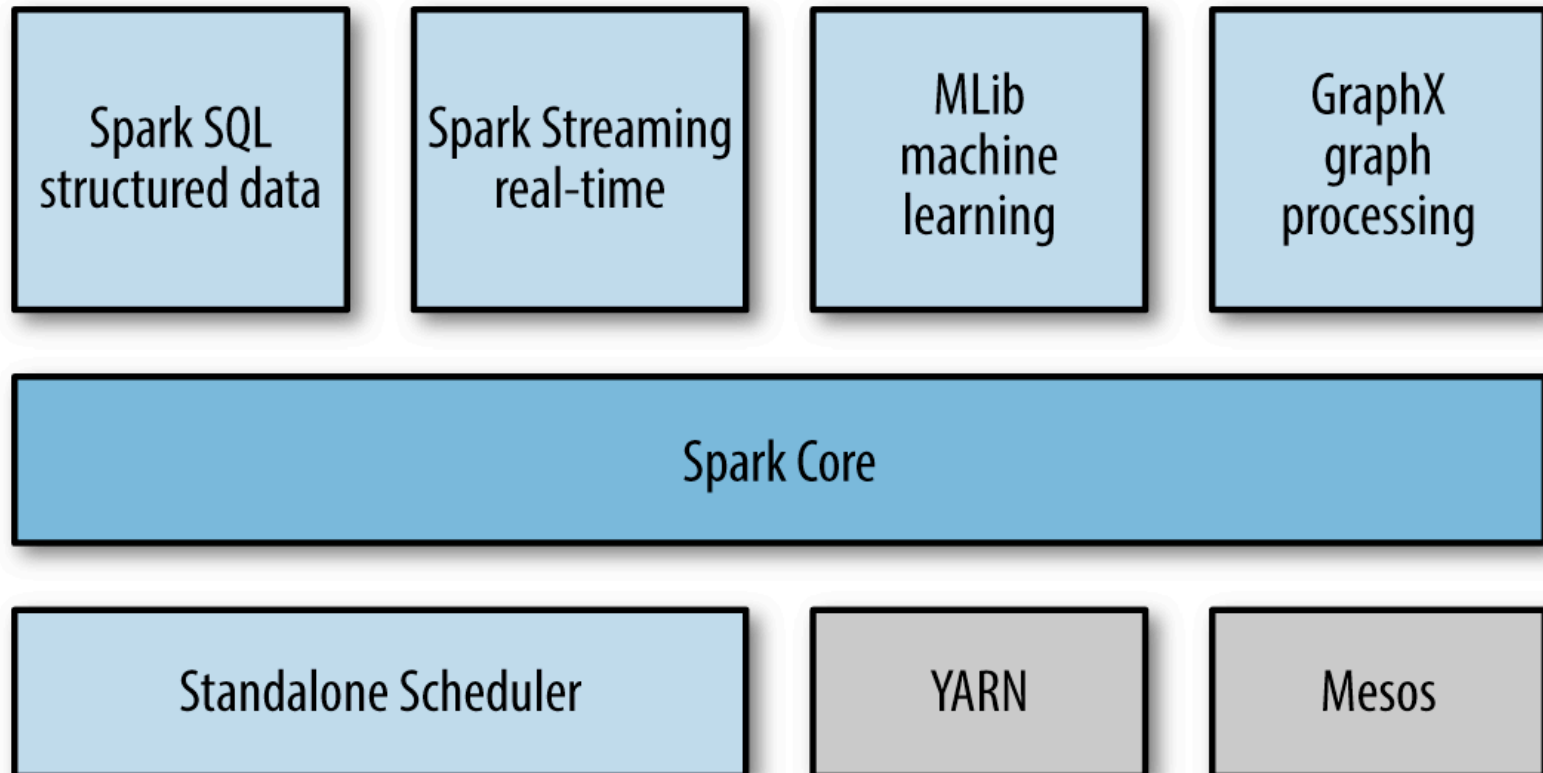 Spark SQL
structured data
Spark Streaming
real-time
MLib
machine
learning
GraphX
graph
processing
Spark Core
Standalone Scheduler
YARN
Mesos